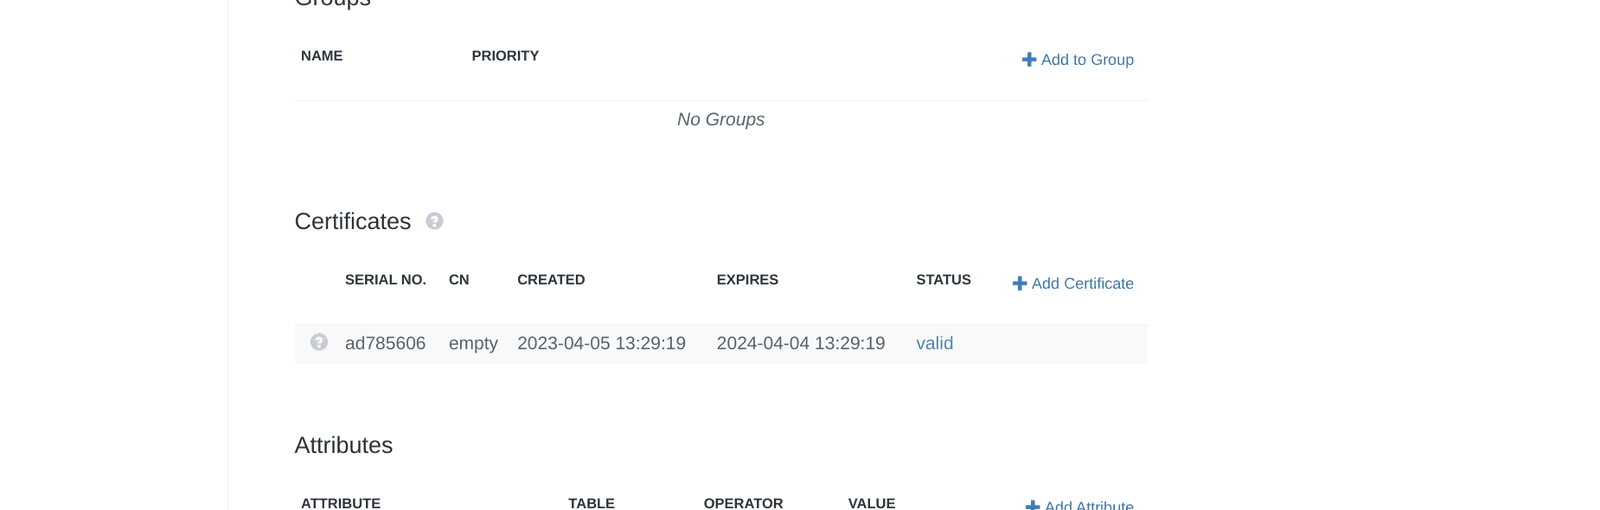 Groups
NAME PRIORITY Add to Group
No Groups
Certificates ?
SERIAL NO. CN CREATED EXPIRES STATUS Add Certificate
? ad785606 empty 2023-04-05 13:29:19 2024-04-04 13:29:19 valid
Attributes
ATTRIBUTE TABLE OPERATOR VALUE Add Attribute